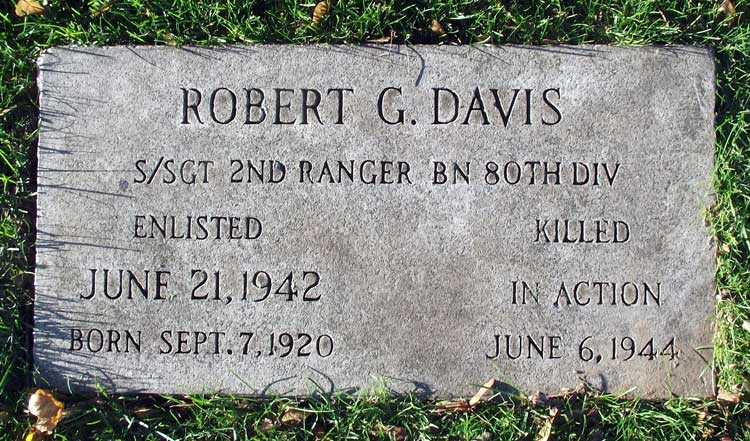 ROBERT G. DAVIS
S/SGT 2ND RANGER BN 80TH DIV
ENLISTED
JUNE 21, 1942
BORN SEPT. 7, 1920
KILLED
IN ACTION
JUNE 6, 1944